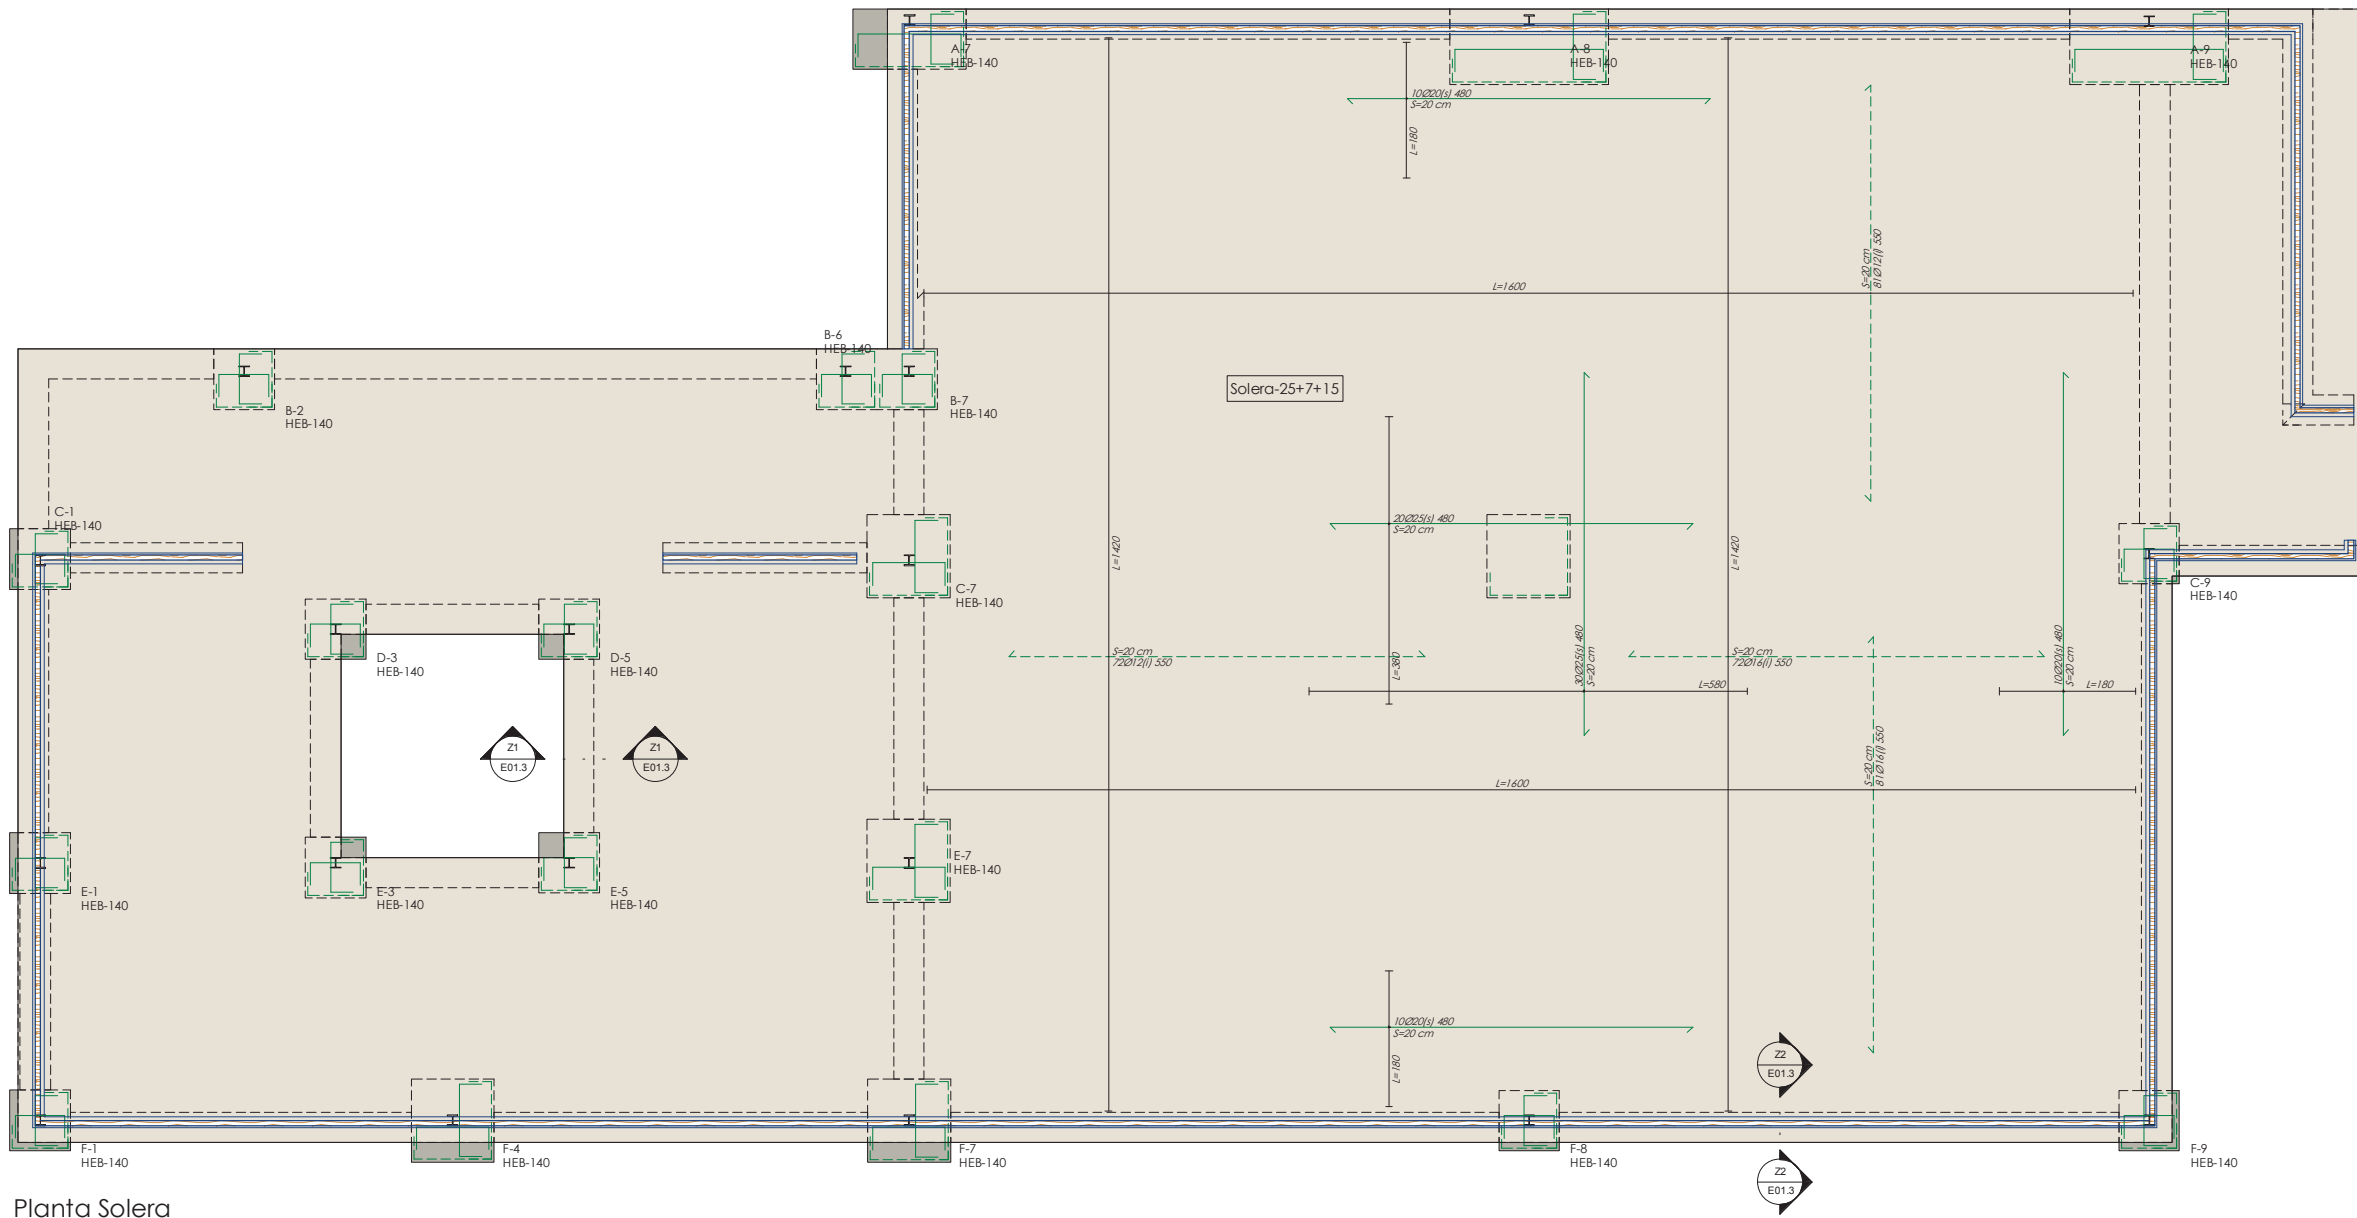 A-7
HEB-140
A-8
HEB-140
A-9
HEB-140
10Ø20(s) 480
S=20 cm
L=180
S=20 cm
81Ø12(i) 550
L=1600
B-6
HEB-140
Solera-25+7+15
B-2
HEB-140
B-7
HEB-140
C-1
HEB-140
20Ø25(s) 480
S=20 cm
L=1420
L=1420
C-7
HEB-140
C-9
HEB-140
D-3
HEB-140
D-5
HEB-140
S=20 cm
72Ø12(i) 550
L=380
30Ø25(s) 480
S=20 cm
L=580
S=20 cm
72Ø16(i) 550
10Ø20(s) 480
S=20 cm
L=180
Z1
E01.3
Z1
E01.3
S=20 cm
81Ø16(i) 550
L=1600
E-1
HEB-140
E-3
HEB-140
E-5
HEB-140
E-7
HEB-140
10Ø20(s) 480
S=20 cm
L=180
Z2
E01.3
F-1
HEB-140
F-4
HEB-140
F-7
HEB-140
F-8
HEB-140
Z2
E01.3
F-9
HEB-140
Planta Solera